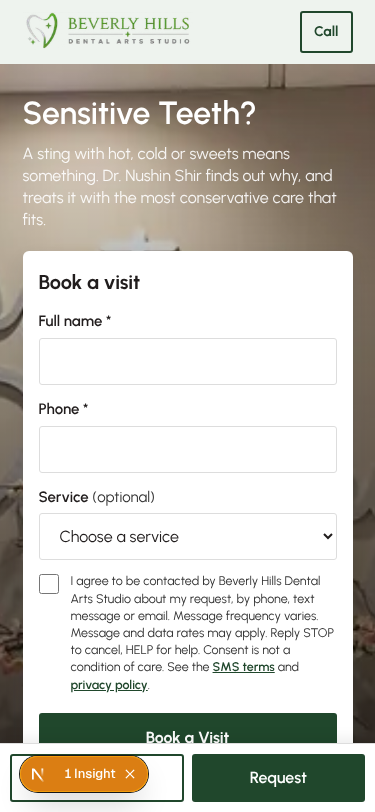 BEVERLY HILLS
DENTAL ARTS STUDIO
Call
Sensitive Teeth?
A sting with hot, cold or sweets means
something. Dr. Nushin Shir finds out why, and
treats it with the most conservative care that
fits.
Book a visit
Full name *
Phone *
Service (optional)
Choose a service
I agree to be contacted by Beverly Hills Dental
Arts Studio about my request, by phone, text
message or email. Message frequency varies.
Message and data rates may apply. Reply STOP
to cancel, HELP for help. Consent is not a
condition of care. See the SMS terms and
privacy policy.
Book a Visit
N 1 Insight
Request